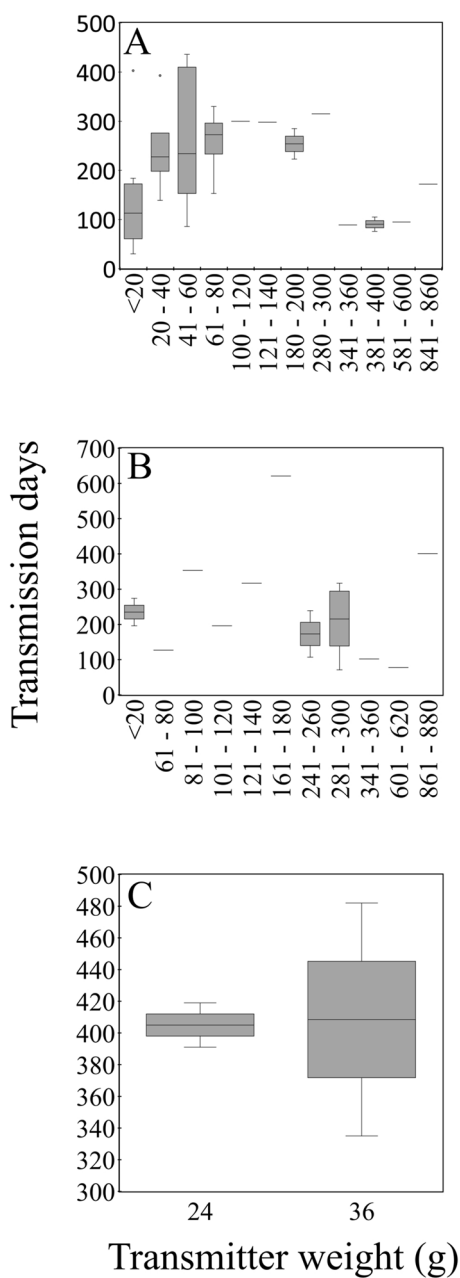 A
500
400
300
200
100
0
<20
20 - 40
41 - 60
61 - 80
100 - 120
121 - 140
180 - 200
280 - 300
341 - 360
381 - 400
581 - 600
841 - 860
Transmission days
B
700
600
500
400
300
200
100
0
<20
61 - 80
81 - 100
101 - 120
121 - 140
161 - 180
241 - 260
281 - 300
341 - 360
601 - 620
861 - 880
C
500
480
460
440
420
400
380
360
340
320
300
24 36
Transmitter weight (g)